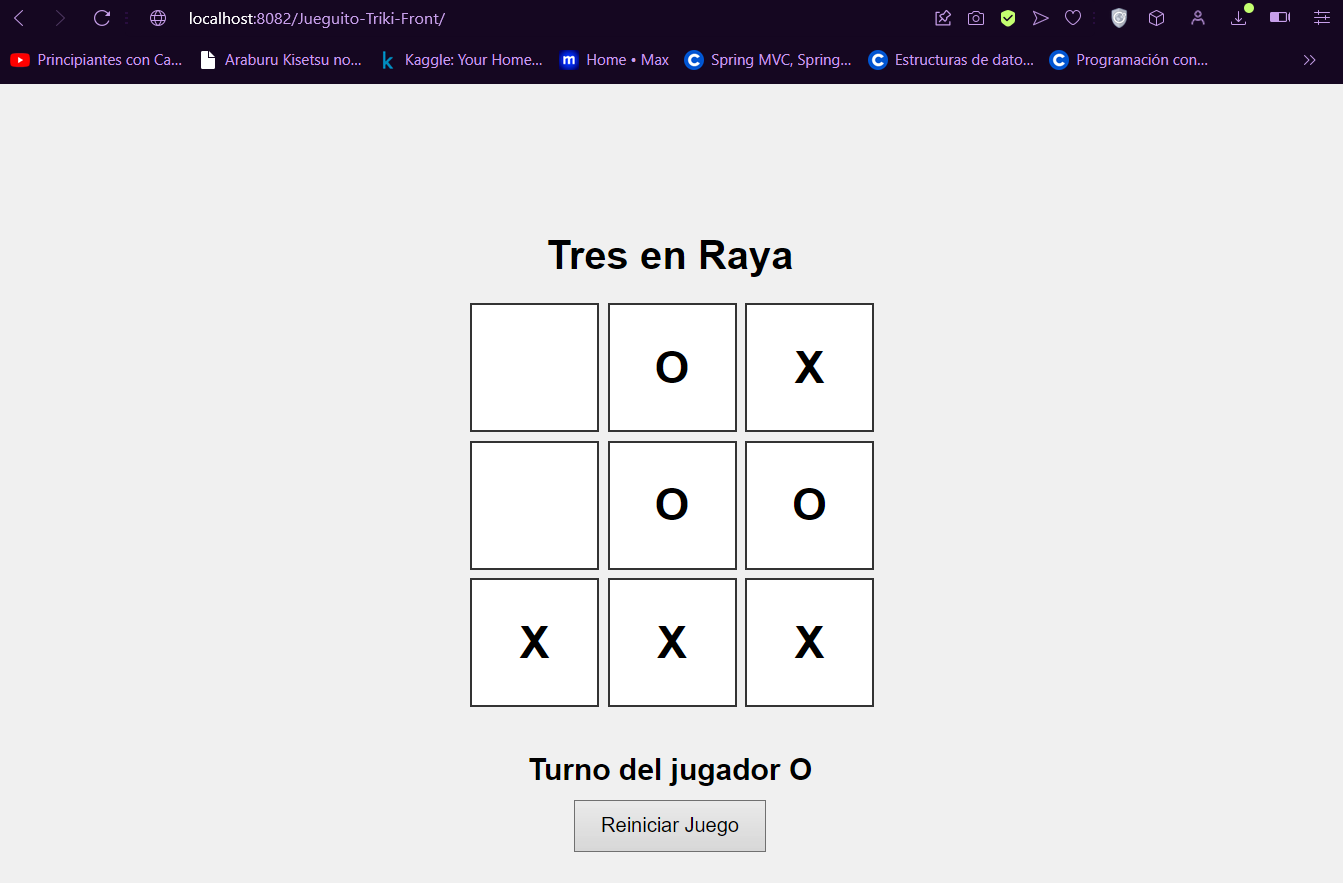 localhost:8082/Jueguito-Triki-Front/
Principiantes con Ca... Araburu Kisetsu no... k Kaggle: Your Home... m Home • Max C Spring MVC, Spring... C Estructuras de dato... C Programación con...
Tres en Raya
O X
O O
X X X
Turno del jugador O
Reiniciar Juego